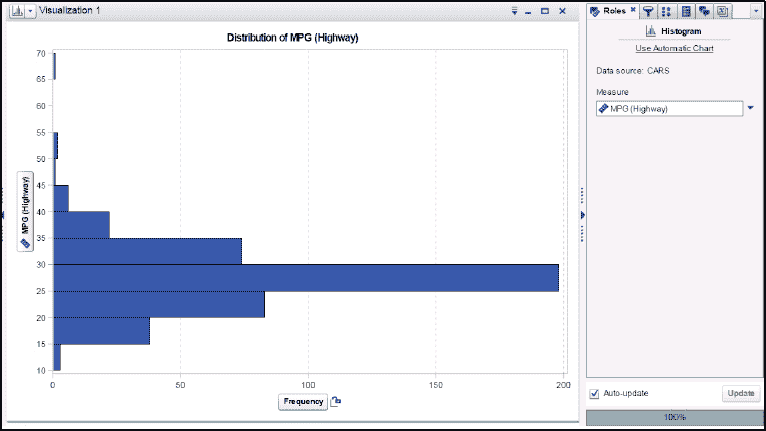 Visualization 1
Distribution of MPG (Highway)
70
65
60
55
50
45
40
35
30
25
20
15
10
MPG (Highway)
0 50 100 150 200
Frequency
Roles
Histogram
Use Automatic Chart
Data source: CARS
Measure
MPG (Highway)
Auto-update
Update
100%